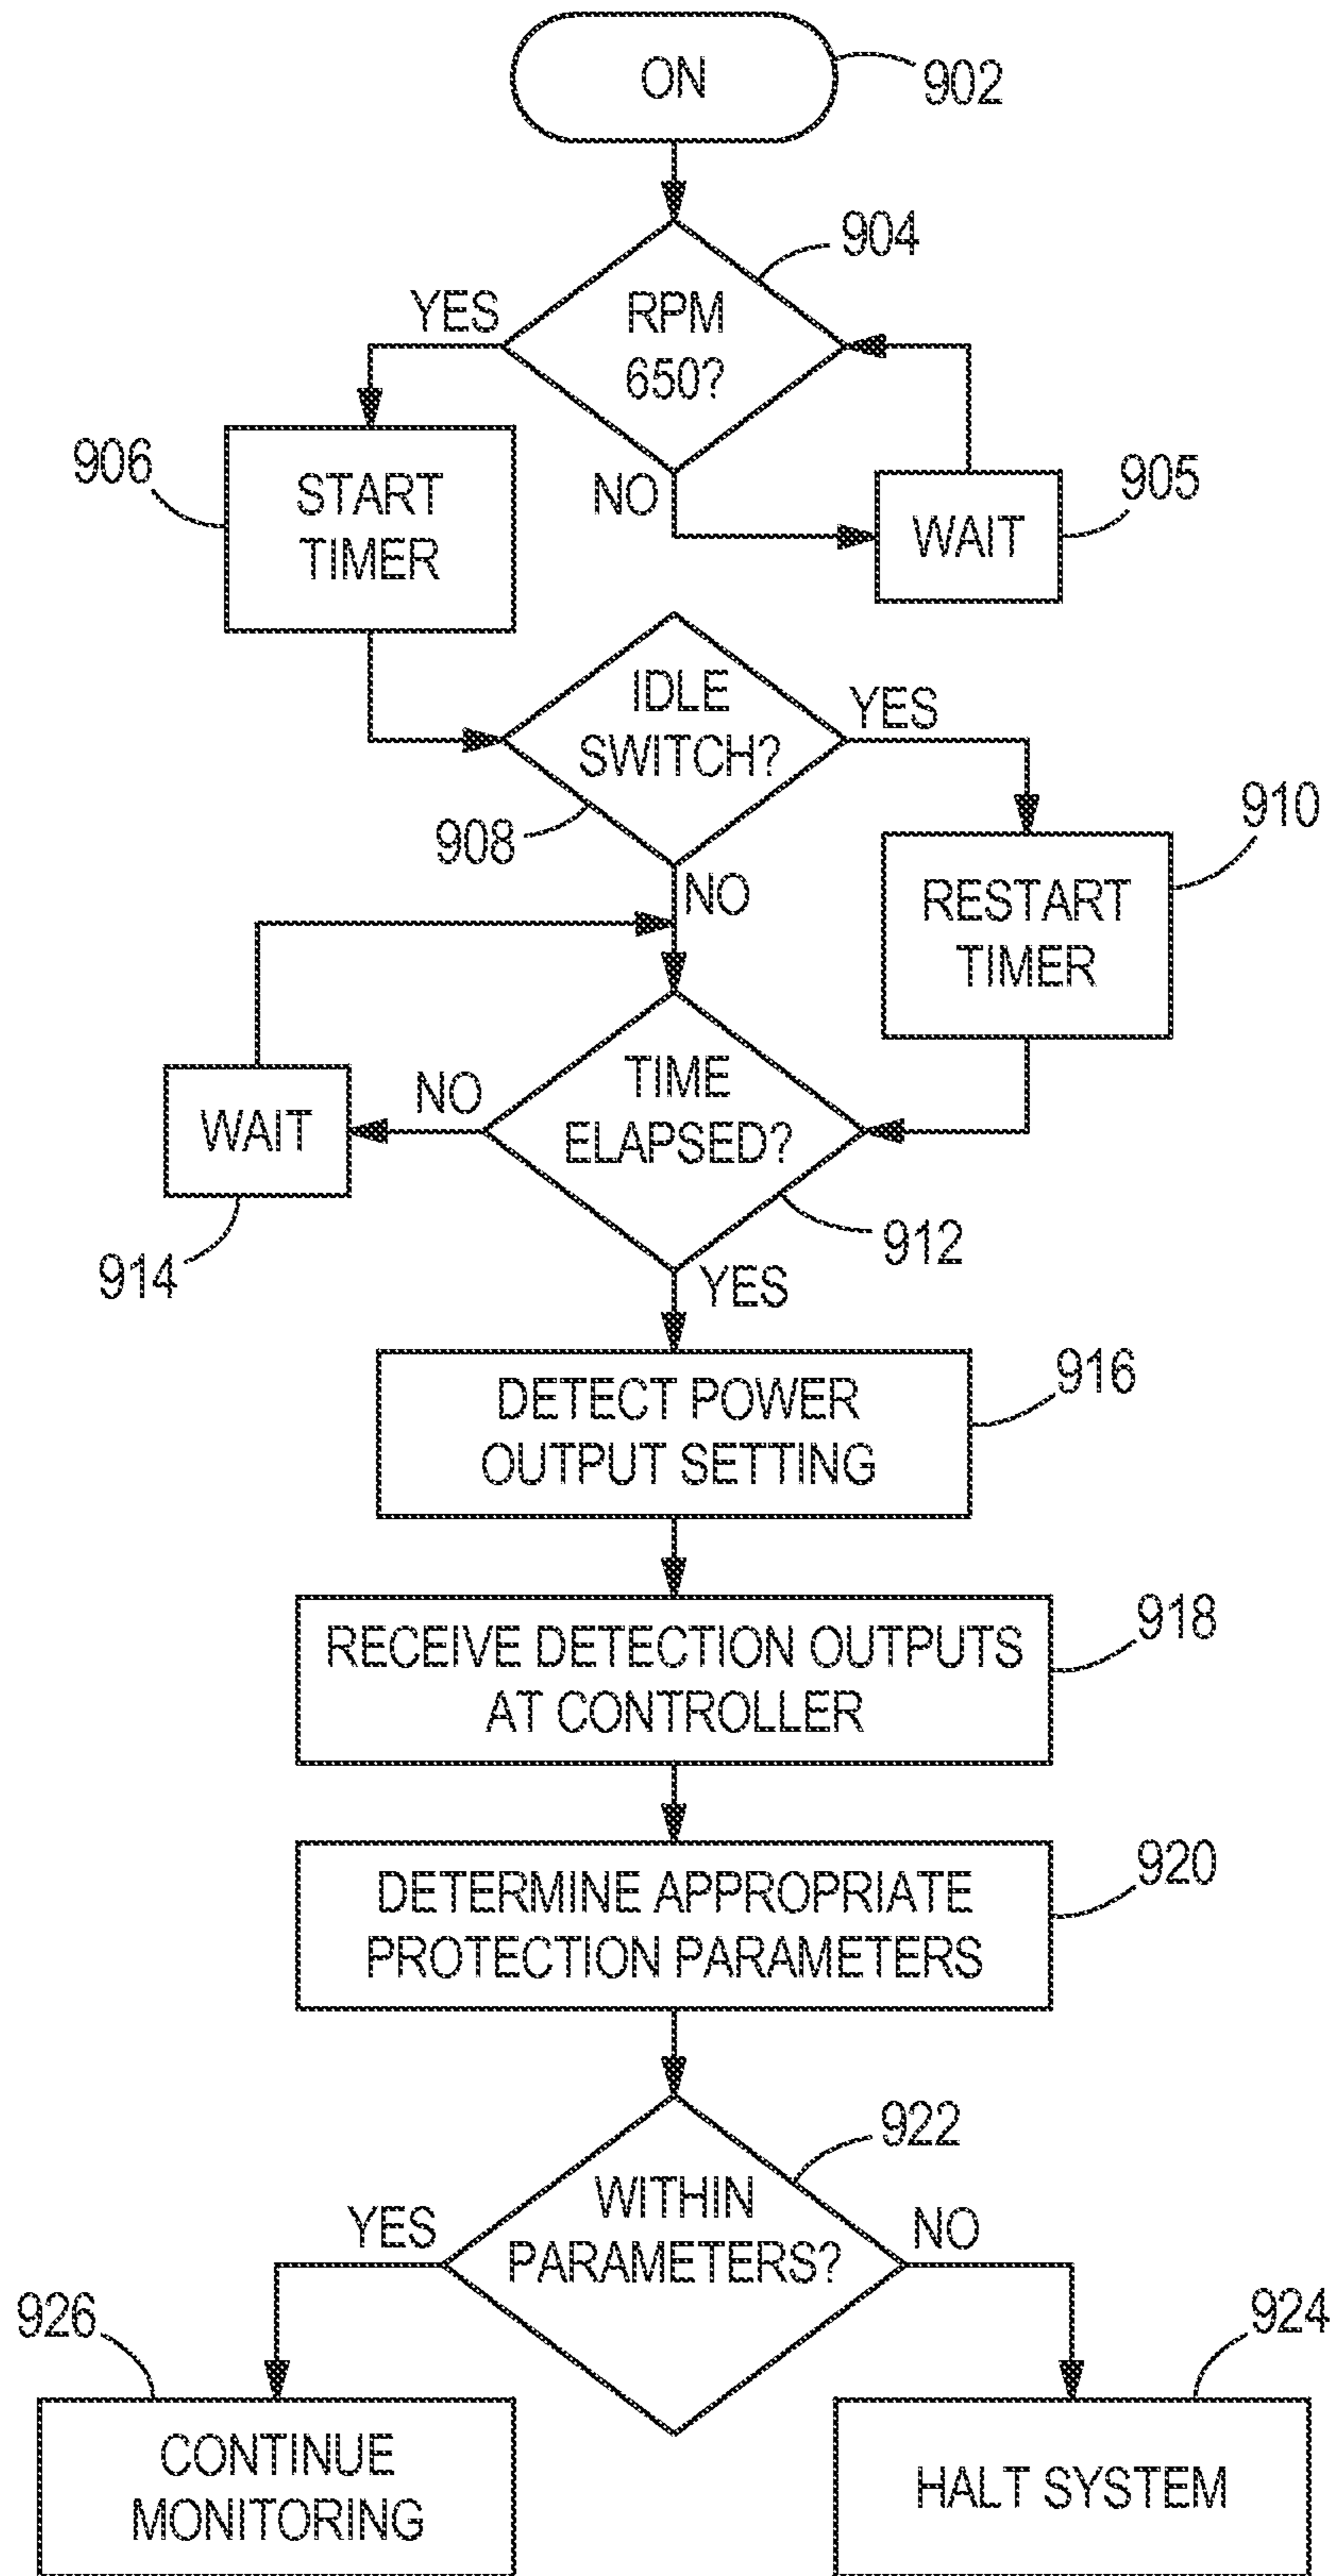 ON
902
904
YES
RPM
650?
906
START
TIMER
NO
905
WAIT
IDLE
SWITCH?
YES
908
910
NO
RESTART
TIMER
TIME
ELAPSED?
NO
WAIT
912
914
YES
DETECT POWER
OUTPUT SETTING
916
RECEIVE DETECTION OUTPUTS
AT CONTROLLER
918
DETERMINE APPROPRIATE
PROTECTION PARAMETERS
920
922
WITHIN
PARAMETERS?
YES
NO
926
924
CONTINUE
MONITORING
HALT SYSTEM